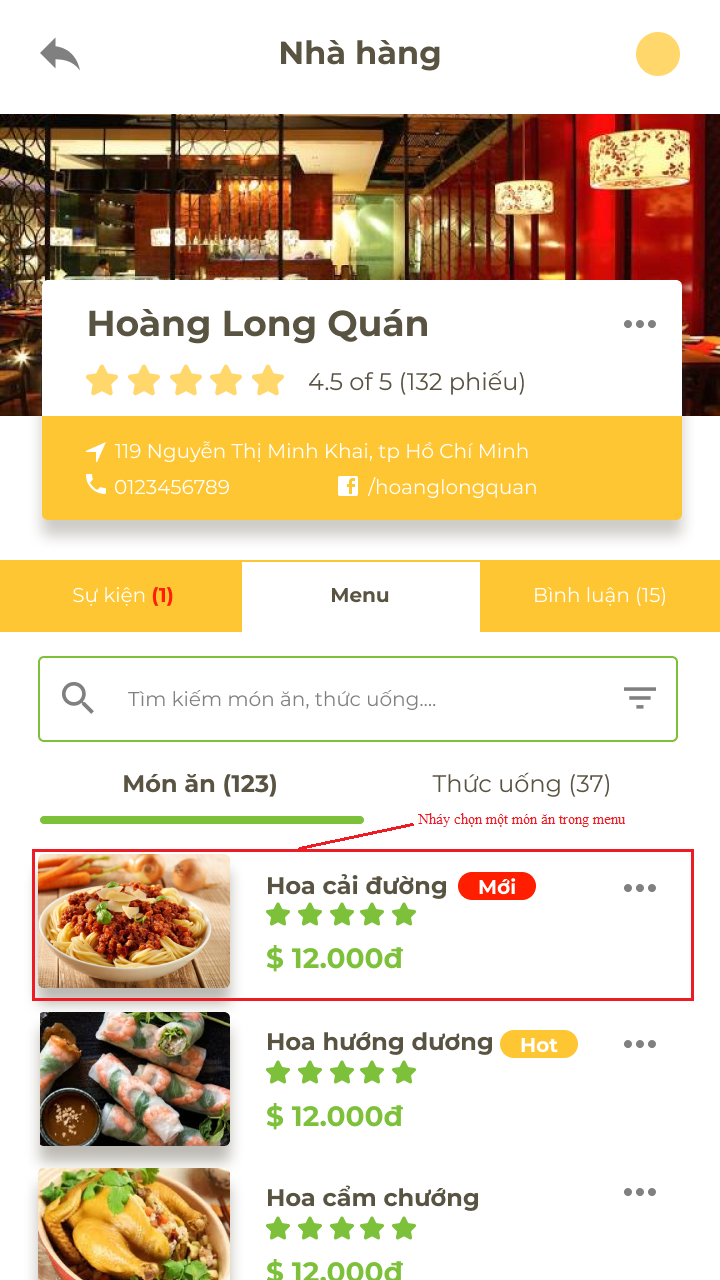 Nhà hàng
Hoàng Long Quán
4.5 of 5 (132 phiếu)
119 Nguyễn Thị Minh Khai, tp Hồ Chí Minh
0123456789 /hoanglongquan
Sự kiện (1) Menu Bình luận (15)
Tìm kiếm món ăn, thức uống....
Món ăn (123) Thức uống (37)
Nháy chọn một món ăn trong menu
Hoa cải đường Mới
$ 12.000đ
Hoa hướng dương Hot
$ 12.000đ
Hoa cẩm chướng
$ 12.000đ